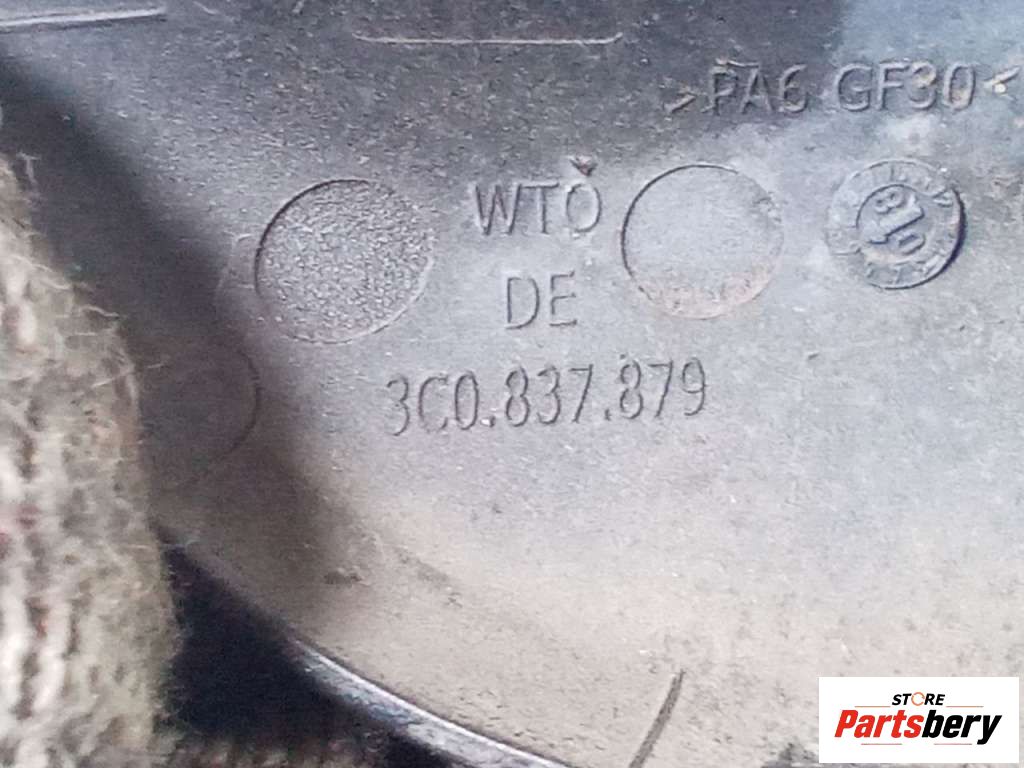 >PA6 GF30<
WTO
DE
3C0.837.879
STORE
Partsbery